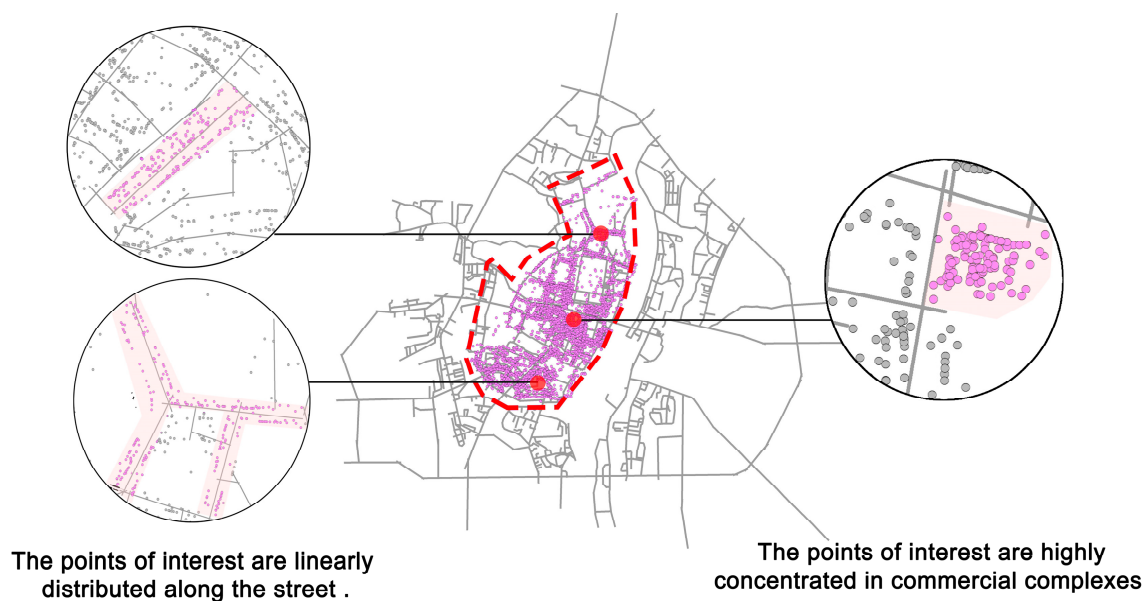 The points of interest are linearly
distributed along the street .
The points of interest are highly
concentrated in commercial complexes